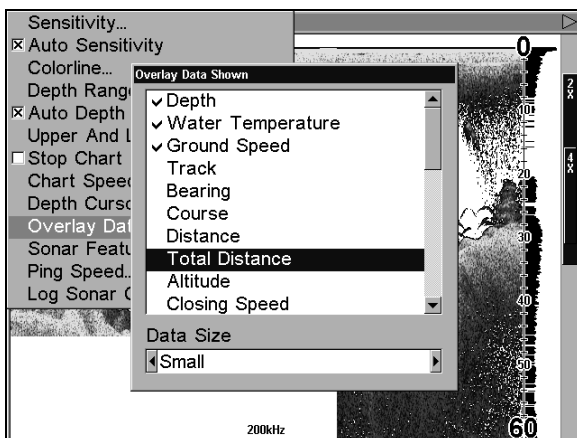 Sensitivity...
Auto Sensitivity
Colorline...
Depth Rang
Auto Depth
Upper And L
Stop Chart
Chart Speed
Depth Curso
Overlay Dat
Sonar Featu
Ping Speed..
Log Sonar C
Overlay Data Shown
Depth
Water Temperature
Ground Speed
Track
Bearing
Course
Distance
Total Distance
Altitude
Closing Speed
Data Size
Small
200kHz
0
10
20
30
40
50
60
2X
4X